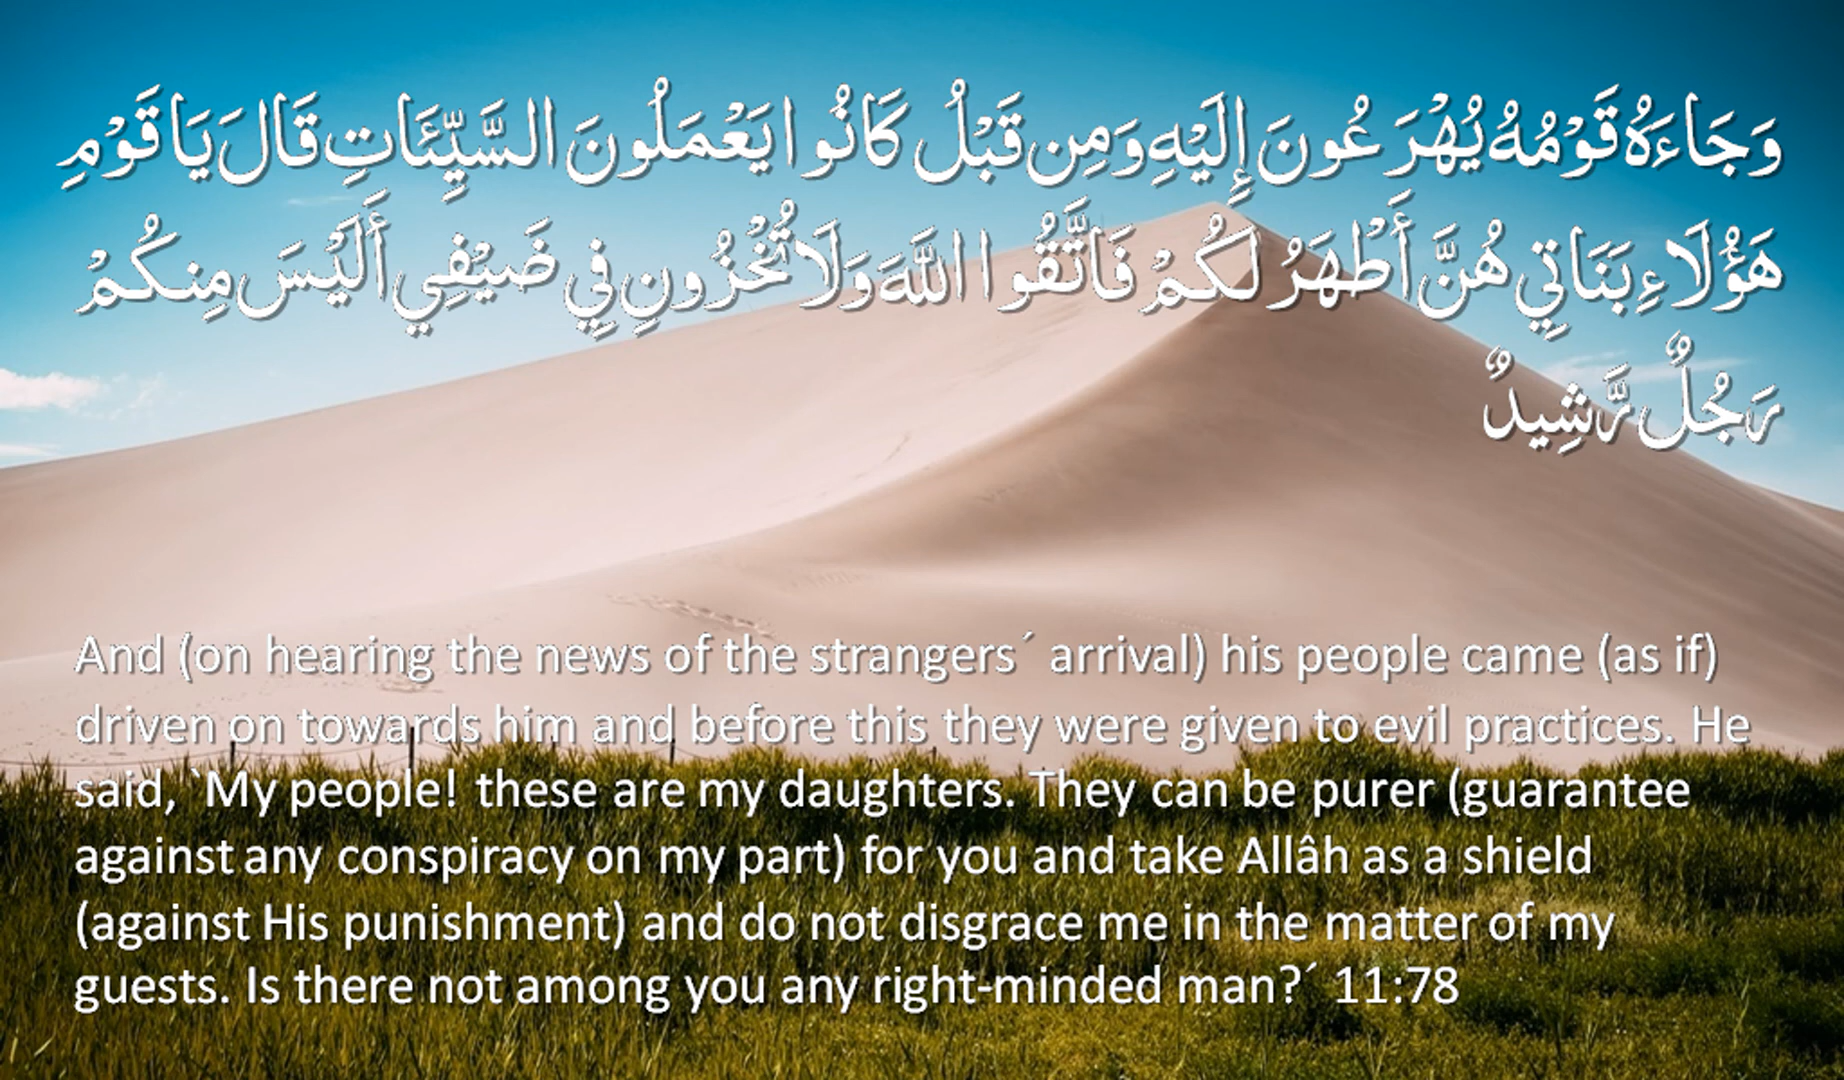 وَجَاءَهُ قَوْمُهُ يُهْرَعُونَ إِلَيْهِ وَمِن قَبْلُ كَانُوا يَعْمَلُونَ السَّيِّئَاتِ قَالَ يَا قَوْمِ
هَؤُلَاءِ بَنَاتِي هُنَّ أَطْهَرُ لَكُمْ فَاتَّقُوا اللَّهَ وَلَا تُخْزُونِ فِي ضَيْفِي أَلَيْسَ مِنكُمْ
رَجُلٌ رَّشِيدٌ
And (on hearing the news of the strangers´ arrival) his people came (as if)
driven on towards him and before this they were given to evil practices. He
said, `My people! these are my daughters. They can be purer (guarantee
against any conspiracy on my part) for you and take Allâh as a shield
(against His punishment) and do not disgrace me in the matter of my
guests. Is there not among you any right-minded man?´ 11:78